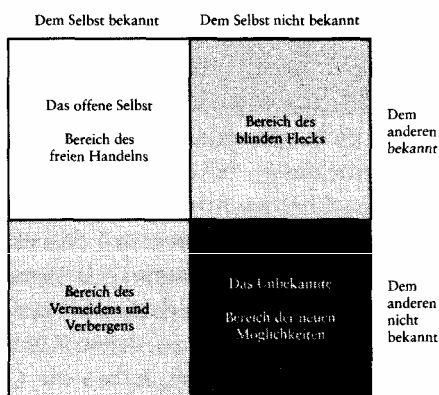 Dem Selbst bekannt
Dem Selbst nicht bekannt
Das offene Selbst
Bereich des
freien Handelns
Bereich des
blinden Flecks
Dem
anderen
bekannt
Bereich des
Vermeidens und
Verbergens
Das Unbekannte
Bereich der neuen
Möglichkeiten
Dem
anderen
nicht
bekannt